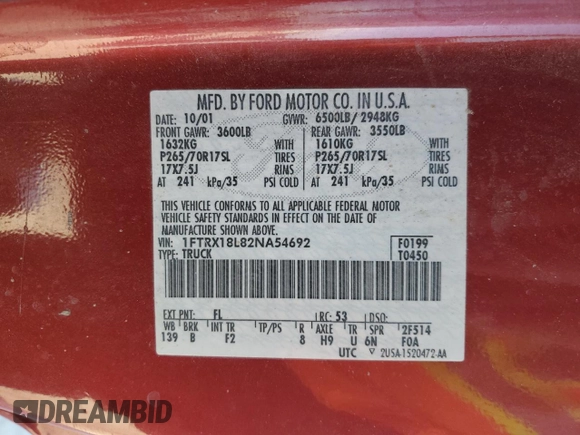 MFD. BY FORD MOTOR CO. IN U.S.A.
DATE: 10/01 GVWR: 6500LB/ 2948KG
FRONT GAWR: 3600LB REAR GAWR: 3550LB
1632KG WITH 1610KG WITH
P265/70R17SL TIRES P265/70R17SL TIRES
17X7.5J RIMS 17X7.5J RIMS
AT 241 kPa/35 PSI COLD AT 241 kPa/35 PSI COLD
THIS VEHICLE CONFORMS TO ALL APPLICABLE FEDERAL MOTOR
VEHICLE SAFETY STANDARDS IN EFFECT ON THE DATE OF
MANUFACTURE SHOWN ABOVE.
VIN: 1FTRX18L82NA54692 F0199
TYPE: TRUCK T0450
EXT PNT: FL RC: 53 DSO:
WB BRK INT TR TP/PS R AXLE TR SPR 2F514
139 B F2 8 H9 U 6N F0A
UTC ▽ 2USA-1520472-AA
DREAMBID